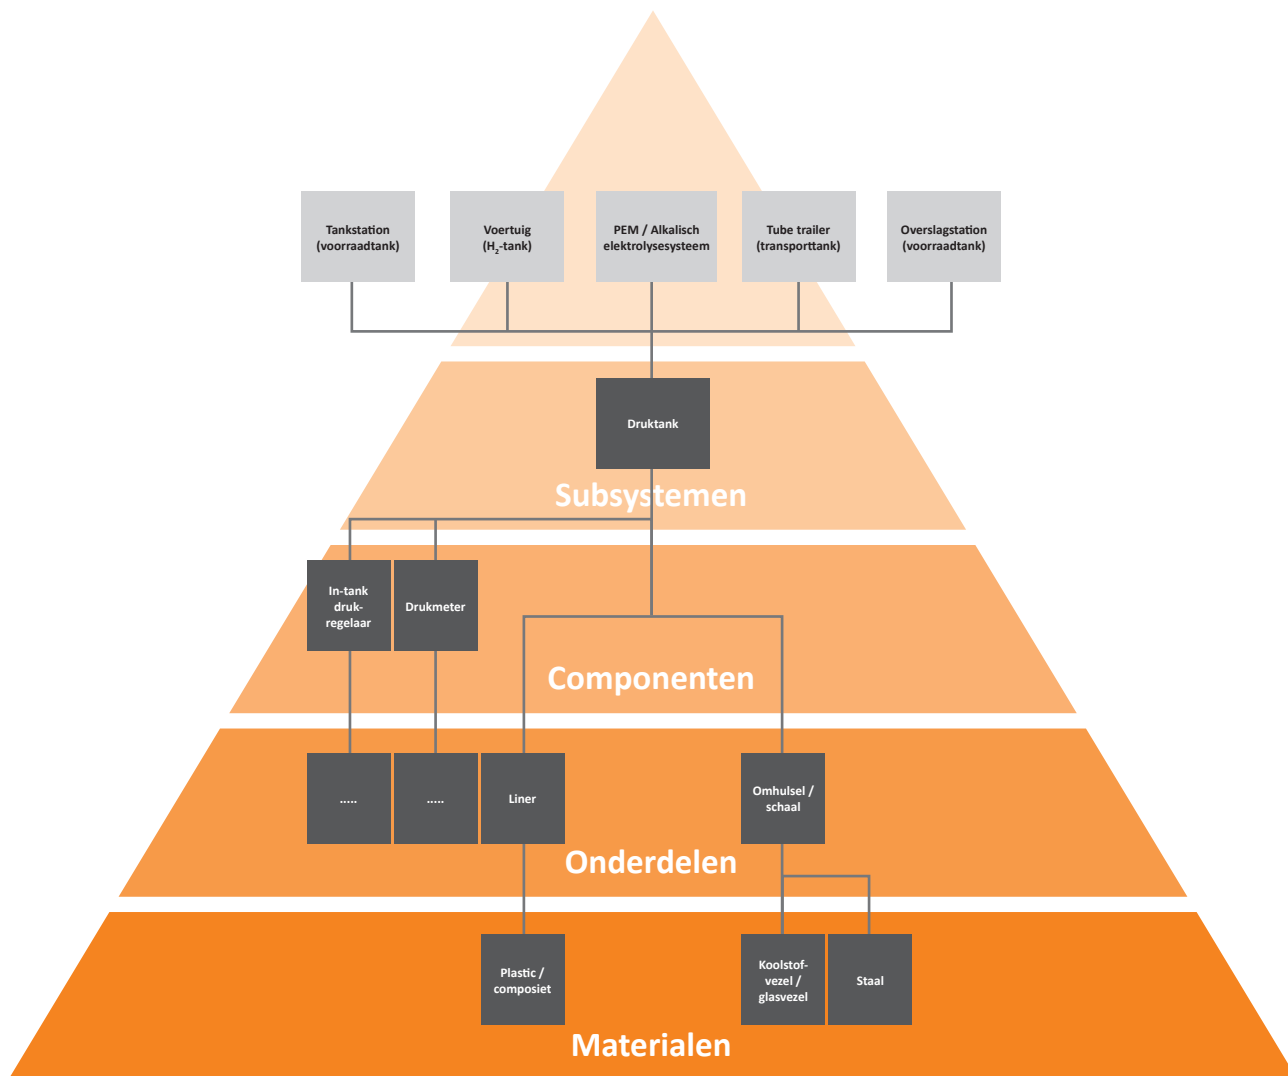 Tankstation
(voorraadtank)
Voertuig
(H₂-tank)
PEM / Alkalisch
elektrolysesysteem
Tube trailer
(transporttank)
Overslagstation
(voorraadtank)
Druktank
Subsystemen
In-tank
druk-
regelaar
Drukmeter
Componenten
.....
.....
Liner
Omhulsel /
schaal
Onderdelen
Plastic /
composiet
Koolstof-
vezel /
glasvezel
Staal
Materialen